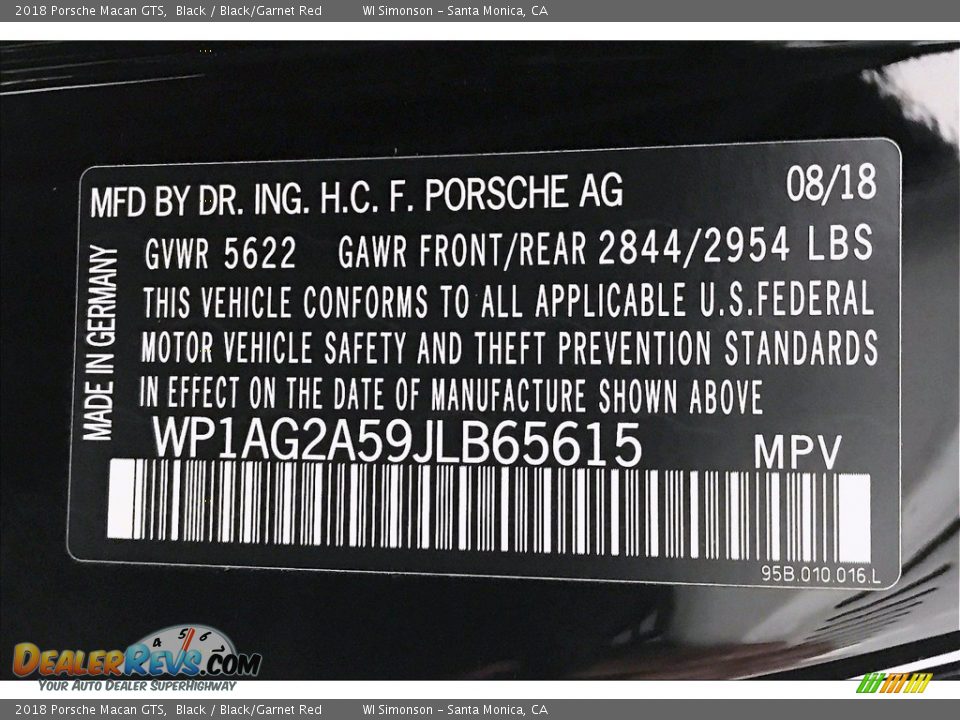 2018 Porsche Macan GTS, Black / Black/Garnet Red WI Simonson - Santa Monica, CA
MFD BY DR. ING. H.C. F. PORSCHE AG 08/18
GVWR 5622 GAWR FRONT/REAR 2844/2954 LBS
THIS VEHICLE CONFORMS TO ALL APPLICABLE U.S.FEDERAL
MOTOR VEHICLE SAFETY AND THEFT PREVENTION STANDARDS
IN EFFECT ON THE DATE OF MANUFACTURE SHOWN ABOVE
MADE IN GERMANY
WP1AG2A59JLB65615 MPV
95B.010.016.L
4 5 6
DEALERREVS.COM
YOUR AUTO DEALER SUPERHIGHWAY
2018 Porsche Macan GTS, Black / Black/Garnet Red WI Simonson - Santa Monica, CA